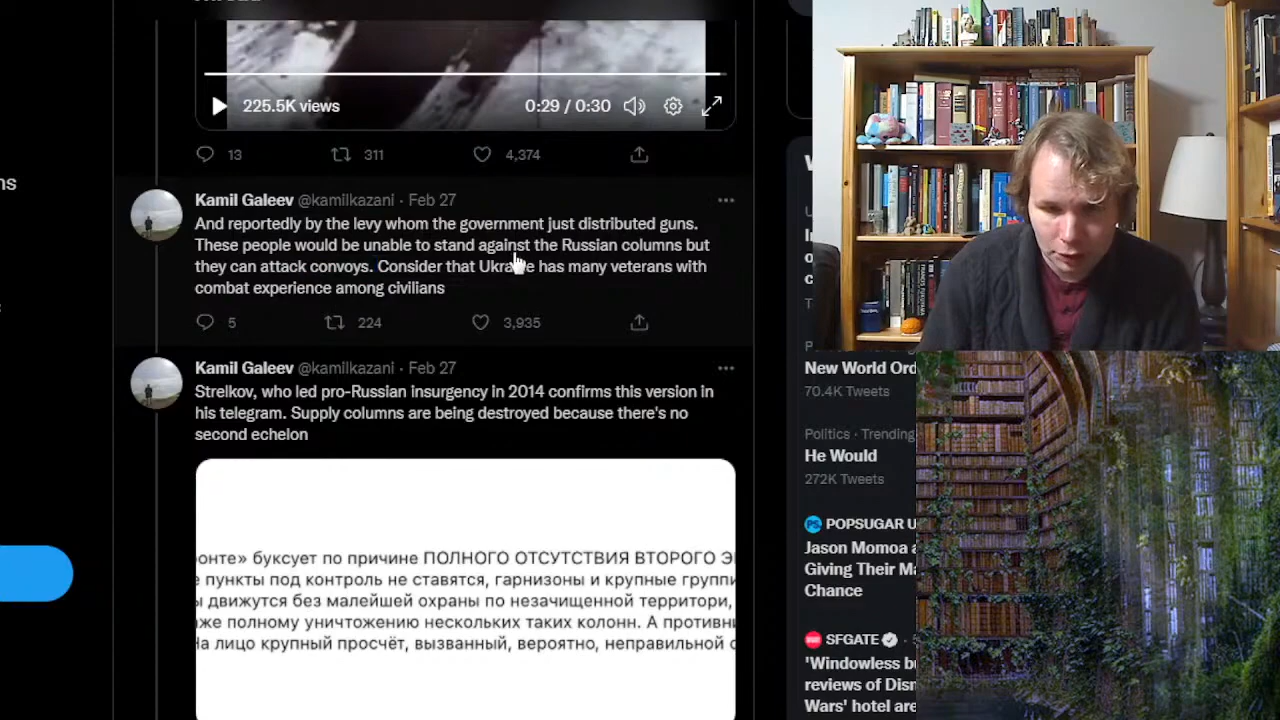 225.5K views
0:29 / 0:30
13
311
4,374
Kamil Galeev @kamilkazani · Feb 27
And reportedly by the levy whom the government just distributed guns.
These people would be unable to stand against the Russian columns but
they can attack convoys. Consider that Ukraine has many veterans with
combat experience among civilians
5
224
3,935
Kamil Galeev @kamilkazani · Feb 27
Strelkov, who led pro-Russian insurgency in 2014 confirms this version in
his telegram. Supply columns are being destroyed because there's no
second echelon
буксует по причине ПОЛНОГО ОТСУТСТВИЯ ВТОРОГО
пункты под контроль не ставятся, гарнизоны и крупные
движутся без малейшей охраны по незачищенной территори,
полному уничтожению нескольких таких колонн. А
лицо крупный просчёт, вызванный, вероятно, неправильной
New World Ord
70.4K Tweets
Politics · Trending
He Would
272K Tweets
POPSUGAR U
Jason Momoa a
Giving Their Ma
Chance
SFGATE
'Windowless bu
reviews of Disn
Wars' hotel are